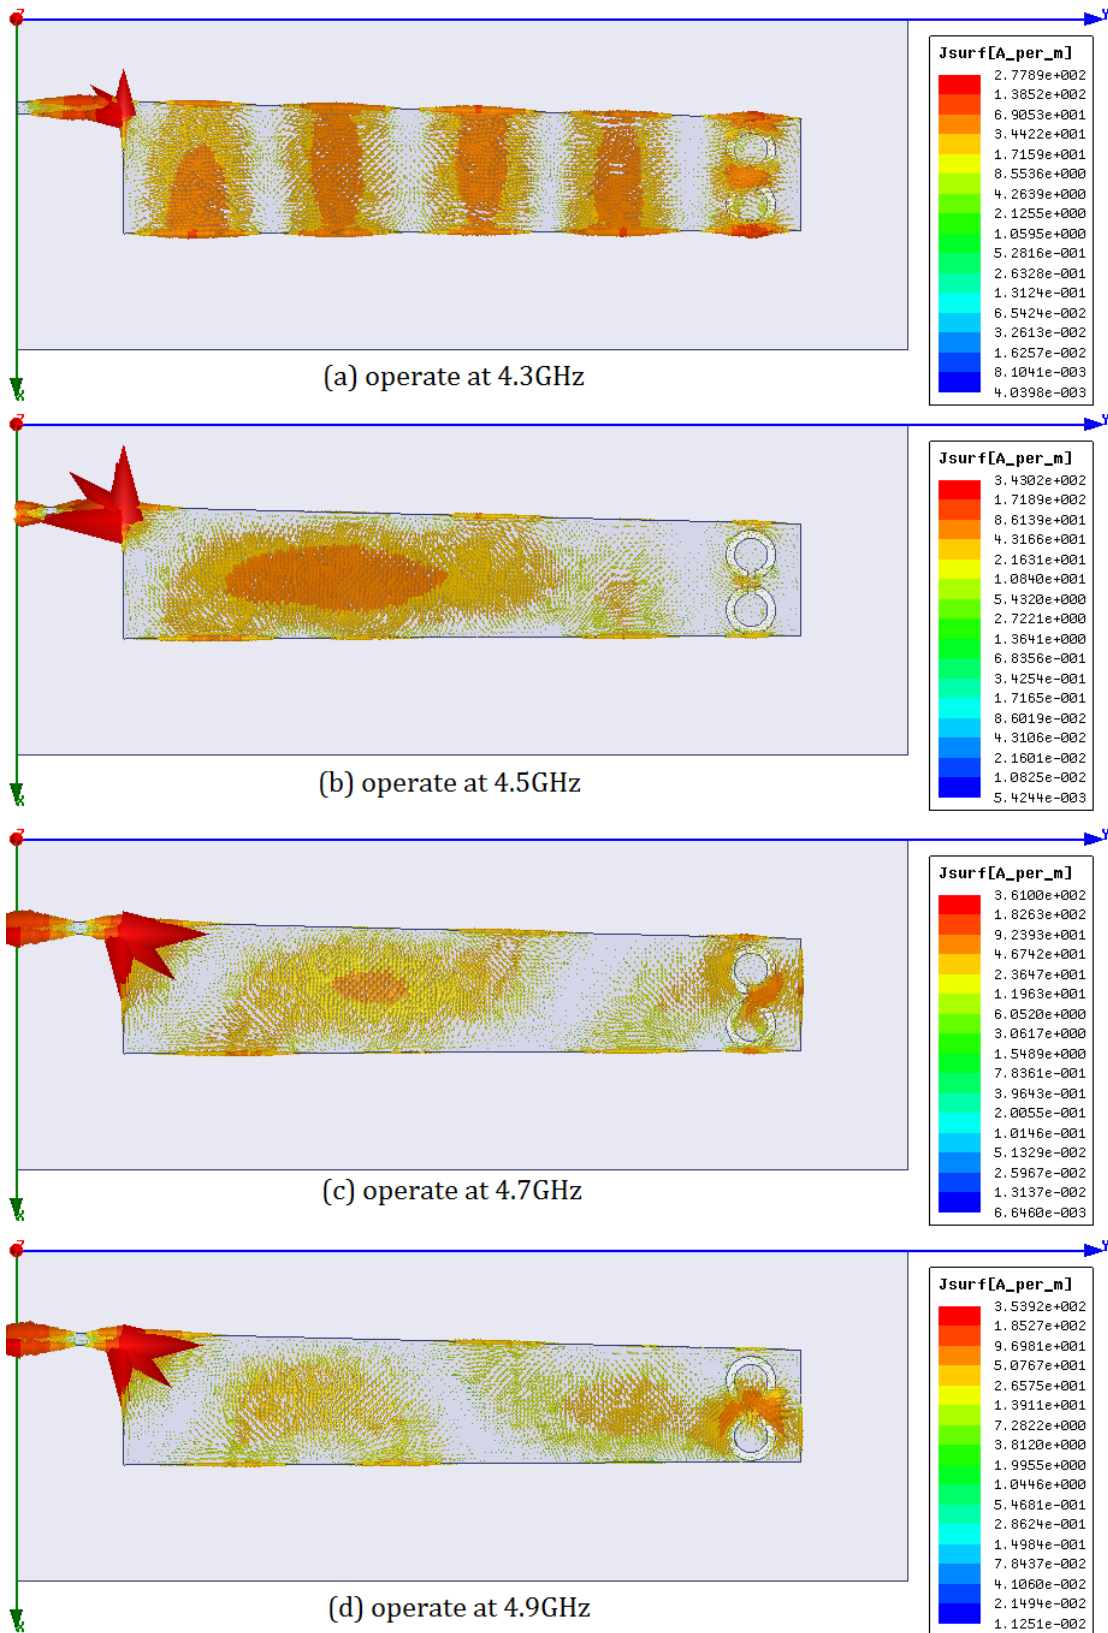 Z
Y
Jsurf[A_per_m]
2.7789e+002
1.3852e+002
6.9053e+001
3.4422e+001
1.7159e+001
8.5536e+000
4.2639e+000
2.1255e+000
1.0595e+000
5.2816e-001
2.6328e-001
1.3124e-001
6.5424e-002
3.2613e-002
1.6257e-002
8.1041e-003
4.0398e-003
x
(a) operate at 4.3GHz
Z
Y
Jsurf[A_per_m]
3.4302e+002
1.7189e+002
8.6139e+001
4.3166e+001
2.1631e+001
1.0840e+001
5.4320e+000
2.7221e+000
1.3641e+000
6.8356e-001
3.4254e-001
1.7165e-001
8.6019e-002
4.3106e-002
2.1601e-002
1.0825e-002
5.4244e-003
x
(b) operate at 4.5GHz
Z
Y
Jsurf[A_per_m]
3.6100e+002
1.8263e+002
9.2393e+001
4.6742e+001
2.3647e+001
1.1963e+001
6.0520e+000
3.0617e+000
1.5489e+000
7.8361e-001
3.9643e-001
2.0055e-001
1.0146e-001
5.1329e-002
2.5967e-002
1.3137e-002
6.6460e-003
x
(c) operate at 4.7GHz
Z
Y
Jsurf[A_per_m]
3.5392e+002
1.8527e+002
9.6981e+001
5.0767e+001
2.6575e+001
1.3911e+001
7.2822e+000
3.8120e+000
1.9955e+000
1.0446e+000
5.4681e-001
2.8624e-001
1.4984e-001
7.8437e-002
4.1060e-002
2.1494e-002
1.1251e-002
x
(d) operate at 4.9GHz